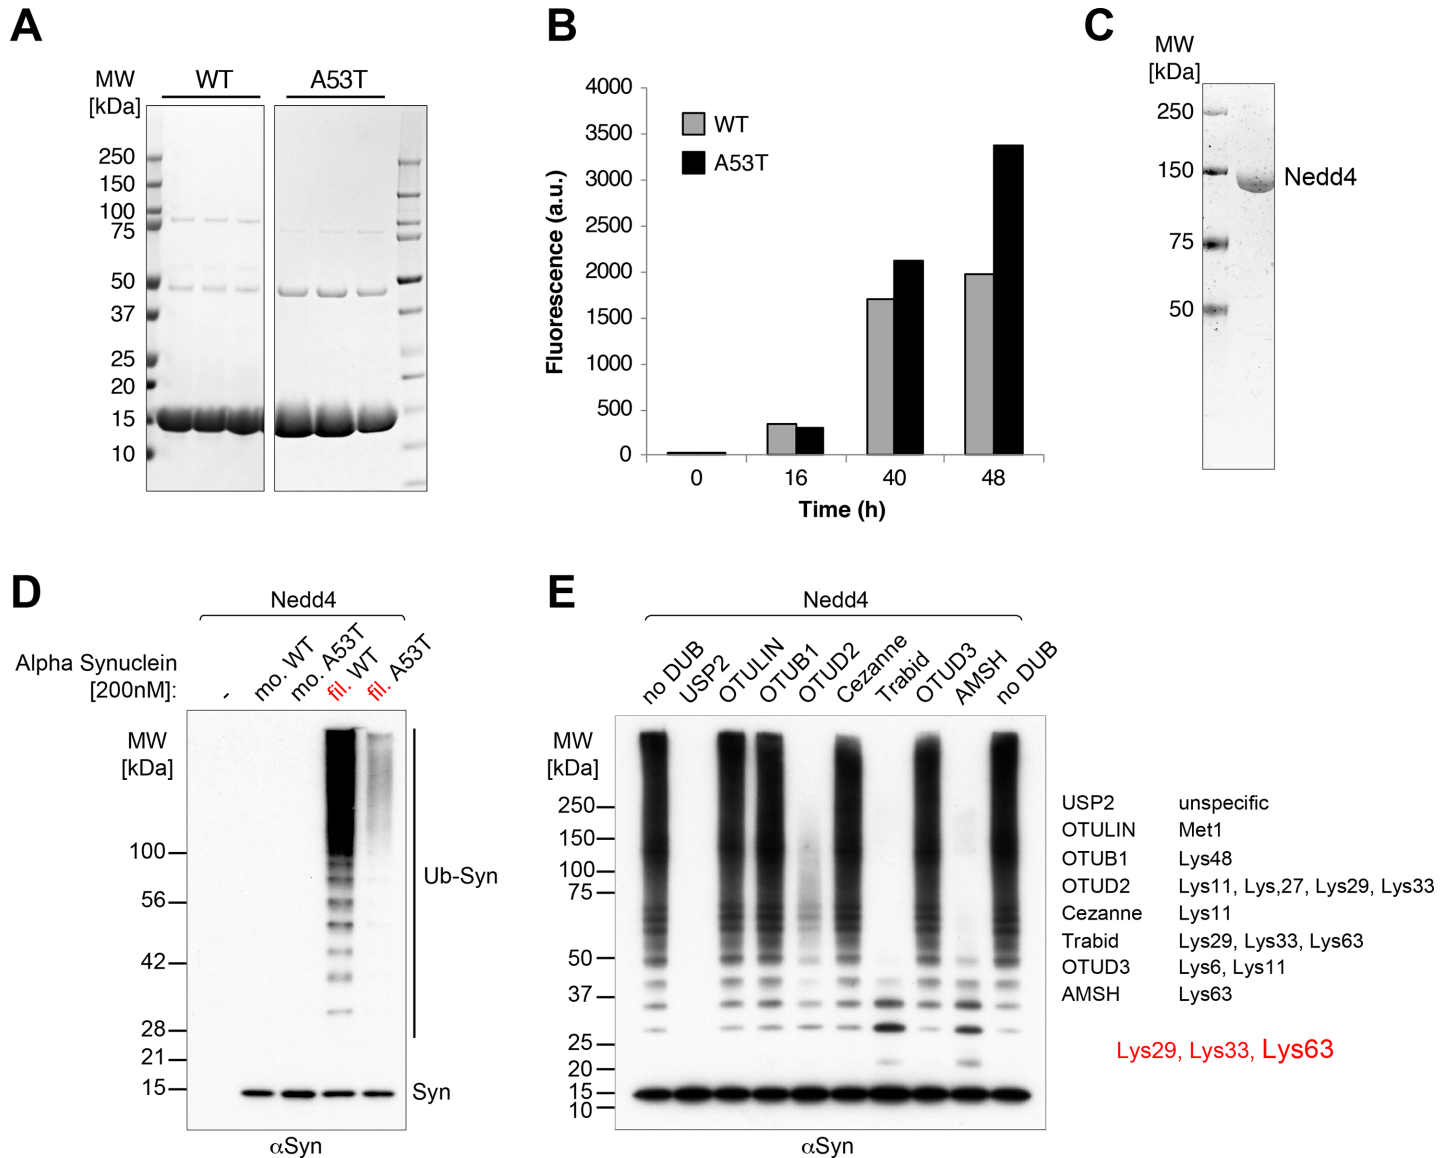 A
MW
[kDa]
WT
A53T
250
150
100
75
50
37
25
20
15
10
B
4000
3500
3000
2500
2000
1500
1000
500
0
Fluorescence (a.u.)
WT
A53T
0
16
40
48
Time (h)
C
MW
[kDa]
250
150
75
50
Nedd4
D
Nedd4
Alpha Synuclein
[200nM]:
-
mo. WT
mo. A53T
fil. WT
fil. A53T
MW
[kDa]
100
56
42
28
21
15
Ub-Syn
Syn
αSyn
E
Nedd4
no DUB
USP2
OTULIN
OTUB1
OTUD2
Cezanne
Trabid
OTUD3
AMSH
no DUB
MW
[kDa]
250
150
100
75
50
37
25
20
15
10
αSyn
USP2 unspecific
OTULIN Met1
OTUB1 Lys48
OTUD2 Lys11, Lys,27, Lys29, Lys33
Cezanne Lys11
Trabid Lys29, Lys33, Lys63
OTUD3 Lys6, Lys11
AMSH Lys63
Lys29, Lys33, Lys63